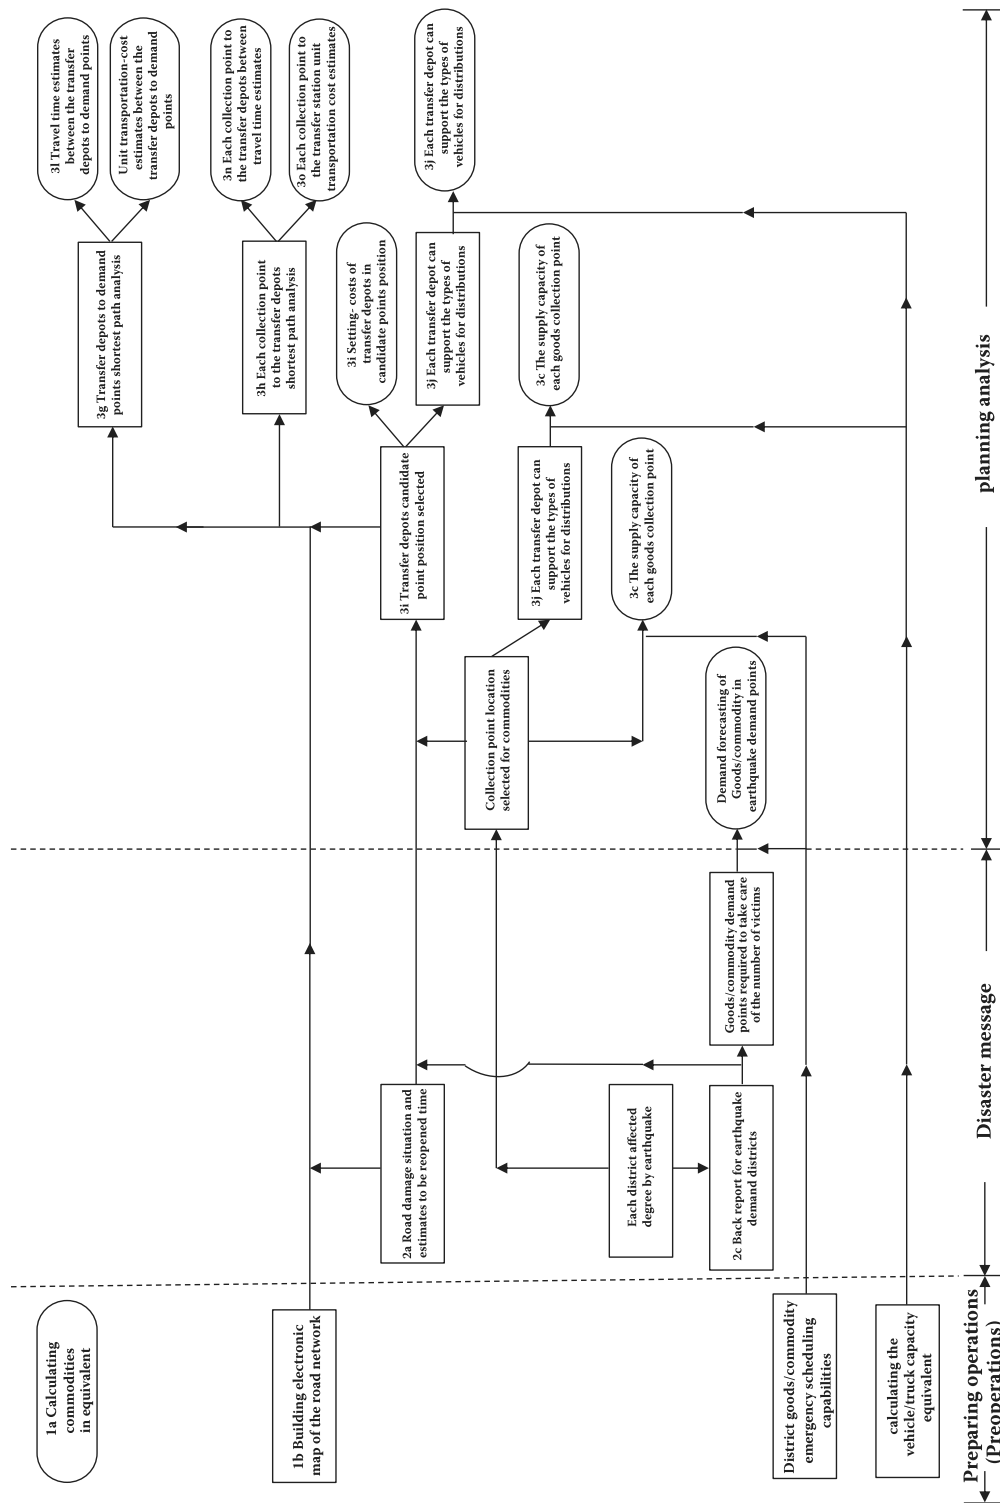 3l Travel time estimates
between the transfer
depots to demand points
Unit transportation-cost
estimates between the
transfer depots to demand
points
3n Each collection point to
the transfer depots between
travel time estimates
3o Each collection point to
the transfer station unit
transportation cost estimates
3j Each transfer depot can
support the types of
vehicles for distributions
3g Transfer depots to demand
points shortest path analysis
3h Each collection point
to the transfer depots
shortest path analysis
3i Setting- costs of
transfer depots in
candidate points position
3j Each transfer depot can
support the types of
vehicles for distributions
3c The supply capacity of
each goods collection point
3i Transfer depots candidate
point position selected
3j Each transfer depot can
support the types of
vehicles for distributions
3c The supply capacity of
each goods collection point
Collection point location
selected for commodities
Demand forecasting of
Goods/commodity in
earthquake demand points
Goods/commodity demand
points required to take care
of the number of victims
2a Road damage situation and
estimates to be reopened time
Each district affected
degree by earthquake
2c Back report for earthquake
demand districts
1a Calculating
commodities
in equivalent
1b Building electronic
map of the road network
District goods/commodity
emergency scheduling
capabilities
calculating the
vehicle/truck capacity
equivalent
Preparing operations
(Preoperations)
Disaster message
planning analysis